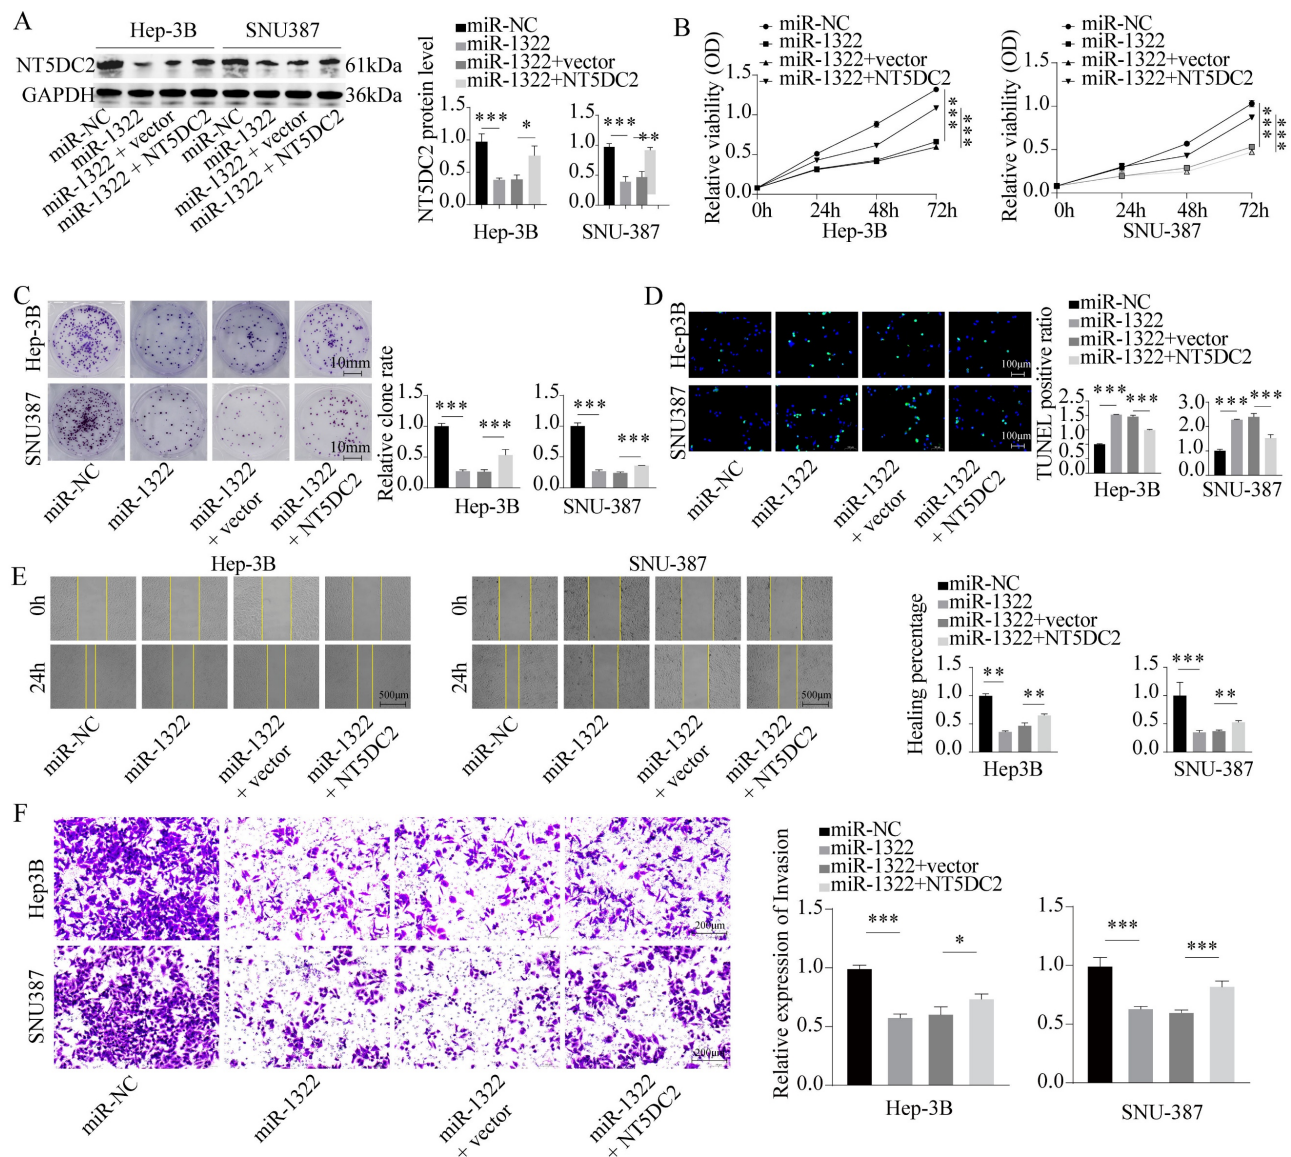 A
Hep-3B
SNU387
NT5DC2
61kDa
GAPDH
36kDa
miR-NC
miR-1322
miR-1322 + vector
miR-1322 + NT5DC2
miR-NC
miR-1322
miR-1322 + vector
miR-1322 + NT5DC2
miR-NC
miR-1322
miR-1322+vector
miR-1322+NT5DC2
NT5DC2 protein level
1.5
1.0
0.5
0.0
***
*
Hep-3B
1.5
1.0
0.5
0.0
***
**
SNU-387
B
miR-NC
miR-1322
miR-1322+vector
miR-1322+NT5DC2
Relative viability (OD)
1.5
1.0
0.5
0.0
0h
24h
48h
72h
***
***
Hep-3B
miR-NC
miR-1322
miR-1322+vector
miR-1322+NT5DC2
Relative viability (OD)
1.5
1.0
0.5
0.0
0h
24h
48h
72h
***
***
SNU-387
C
Hep-3B
10mm
SNU387
10mm
miR-NC
miR-1322
miR-1322
+ vector
miR-1322
+ NT5DC2
Relative clone rate
1.5
1.0
0.5
0.0
***
***
Hep-3B
1.5
1.0
0.5
0.0
***
***
SNU-387
D
He-p3B
100μm
SNU387
100μm
miR-NC
miR-1322
miR-1322
+ vector
miR-1322
+ NT5DC2
miR-NC
miR-1322
miR-1322+vector
miR-1322+NT5DC2
TUNEL positive ratio
2.5
2.0
1.5
1.0
0.5
0.0
***
***
Hep-3B
3.0
2.0
1.0
0.0
***
***
SNU-387
E
Hep-3B
SNU-387
0h
24h
500μm
0h
24h
500μm
miR-NC
miR-1322
miR-1322
+ vector
miR-1322
+ NT5DC2
miR-NC
miR-1322
miR-1322
+ vector
miR-1322
+ NT5DC2
miR-NC
miR-1322
miR-1322+vector
miR-1322+NT5DC2
Healing percentage
1.5
1.0
0.5
0.0
**
**
Hep3B
1.5
1.0
0.5
0.0
***
**
SNU-387
F
Hep3B
200μm
SNU387
200μm
miR-NC
miR-1322
miR-1322
+ vector
miR-1322
+ NT5DC2
miR-NC
miR-1322
miR-1322+vector
miR-1322+NT5DC2
Relative expression of Invasion
1.5
1.0
0.5
0.0
***
*
Hep-3B
1.5
1.0
0.5
0.0
***
***
SNU-387